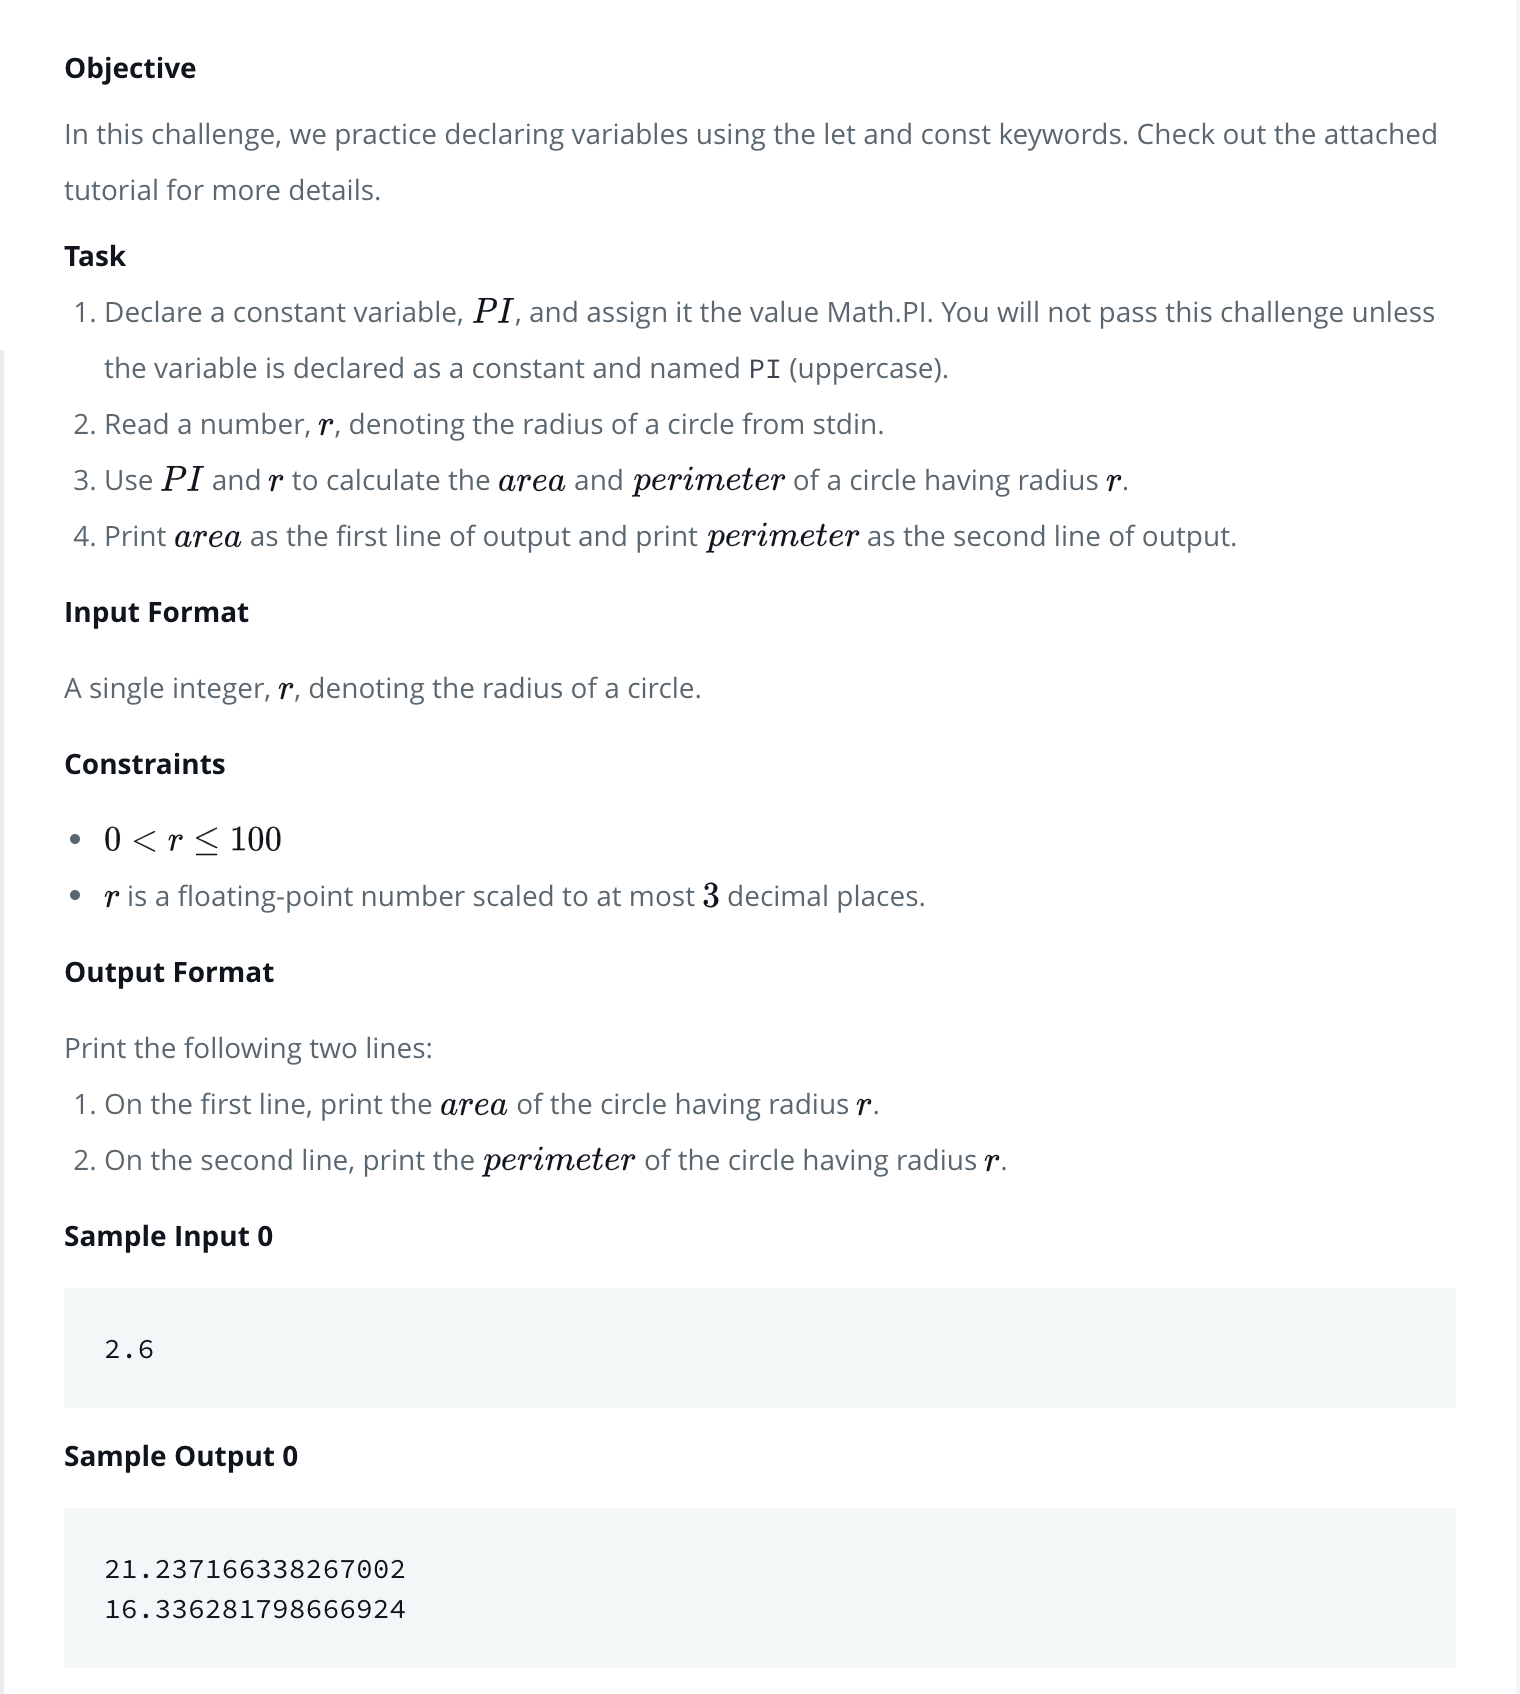 Objective
In this challenge, we practice declaring variables using the let and const keywords. Check out the attached
tutorial for more details.
Task
1. Declare a constant variable, PI, and assign it the value Math.PI. You will not pass this challenge unless
the variable is declared as a constant and named PI (uppercase).
2. Read a number, r, denoting the radius of a circle from stdin.
3. Use PI and r to calculate the area and perimeter of a circle having radius r.
4. Print area as the first line of output and print perimeter as the second line of output.
Input Format
A single integer, r, denoting the radius of a circle.
Constraints
• 0 < r ≤ 100
• r is a floating-point number scaled to at most 3 decimal places.
Output Format
Print the following two lines:
1. On the first line, print the area of the circle having radius r.
2. On the second line, print the perimeter of the circle having radius r.
Sample Input 0
2.6
Sample Output 0
21.237166338267002
16.336281798666924